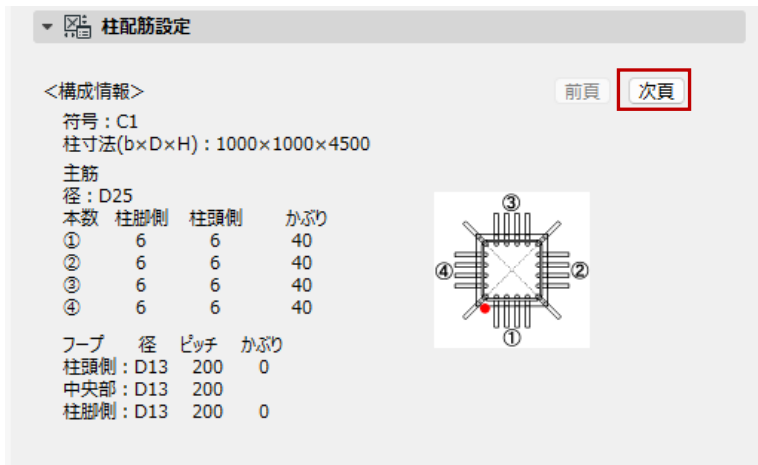 柱配筋設定
<構成情報> 前頁 次頁
符号：C1
柱寸法(b×D×H)：1000×1000×4500
主筋
径：D25
本数 柱脚側 柱頭側 かぶり
① 6 6 40
② 6 6 40
③ 6 6 40
④ 6 6 40
フープ 径 ピッチ かぶり
柱頭側：D13 200 0
中央部：D13 200
柱脚側：D13 200 0
③
④ ②
①